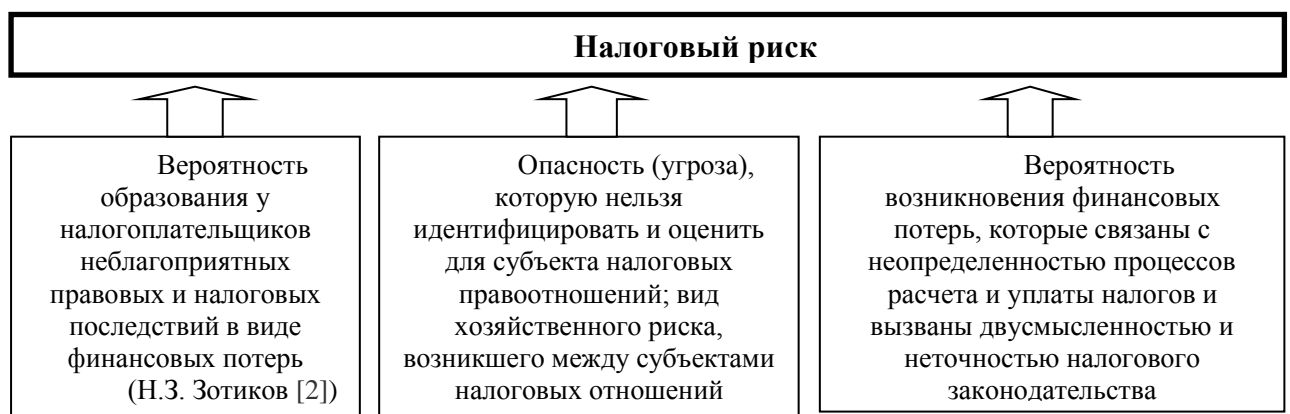 Налоговый риск
Вероятность
образования у
налогоплательщиков
неблагоприятных
правовых и налоговых
последствий в виде
финансовых потерь
(Н.З. Зотиков [2])
Опасность (угроза),
которую нельзя
идентифицировать и оценить
для субъекта налоговых
правоотношений; вид
хозяйственного риска,
возникшего между субъектами
налоговых отношений
Вероятность
возникновения финансовых
потерь, которые связаны с
неопределенностью процессов
расчета и уплаты налогов и
вызваны двусмысленностью и
неточностью налогового
законодательства